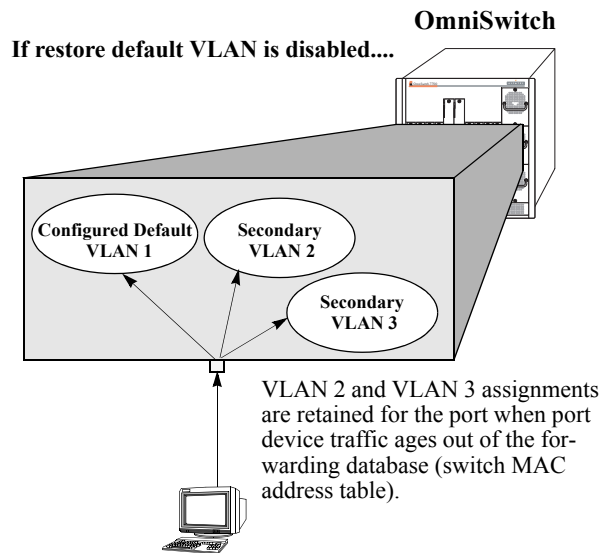 OmniSwitch
If restore default VLAN is disabled....
Configured Default
VLAN 1
Secondary
VLAN 2
Secondary
VLAN 3
VLAN 2 and VLAN 3 assignments
are retained for the port when port
device traffic ages out of the for-
warding database (switch MAC
address table).